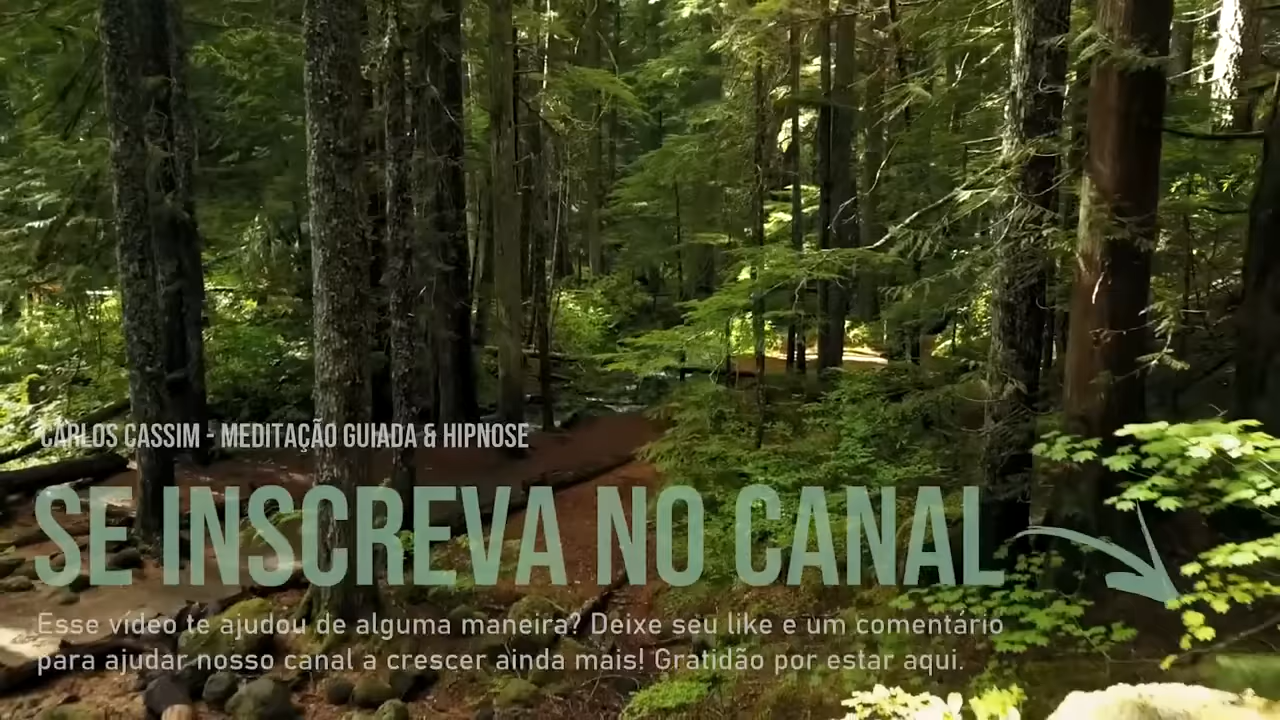 CARLOS CASSIM - MEDITAÇÃO GUIADA & HIPNOSE
SE INSCREVA NO CANAL
Esse vídeo te ajudou de alguma maneira? Deixe seu like e um comentário
para ajudar nosso canal a crescer ainda mais! Gratidão por estar aqui.